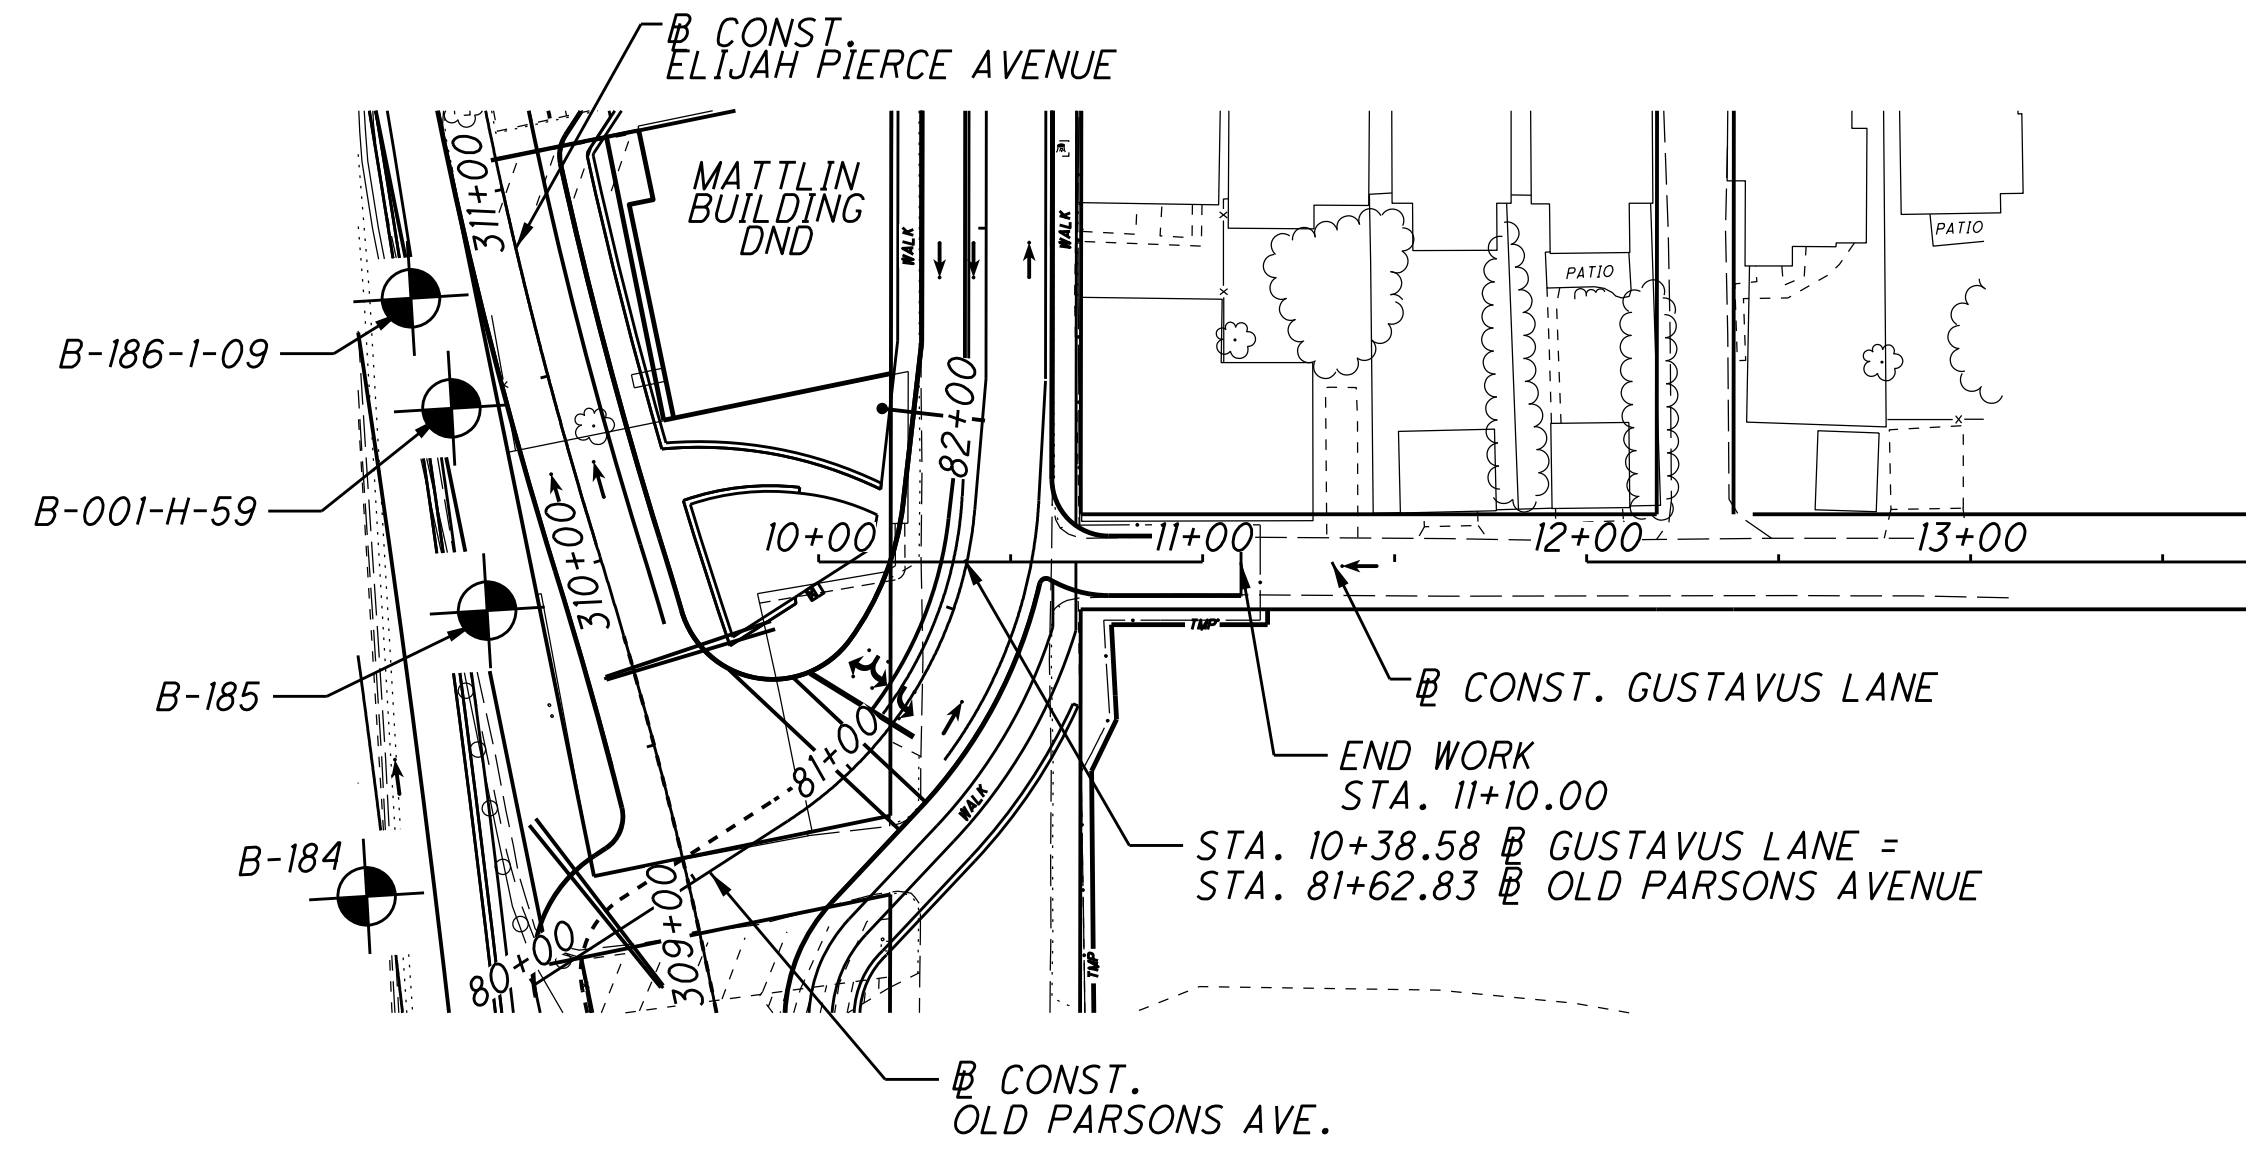 ℄ CONST.
ELIJAH PIERCE AVENUE
311+00
MATTLIN
BUILDING
DND
WALK
WALK
PATIO
PATIO
B-186-1-09
82+00
B-001-H-59
310+00
10+00
11+00
12+00
13+00
TMP
B-185
℄ CONST. GUSTAVUS LANE
81+00
END WORK
STA. 11+10.00
WALK
B-184
STA. 10+38.58 ℄ GUSTAVUS LANE =
STA. 81+62.83 ℄ OLD PARSONS AVENUE
309+00
80+00
TMP
℄ CONST.
OLD PARSONS AVE.